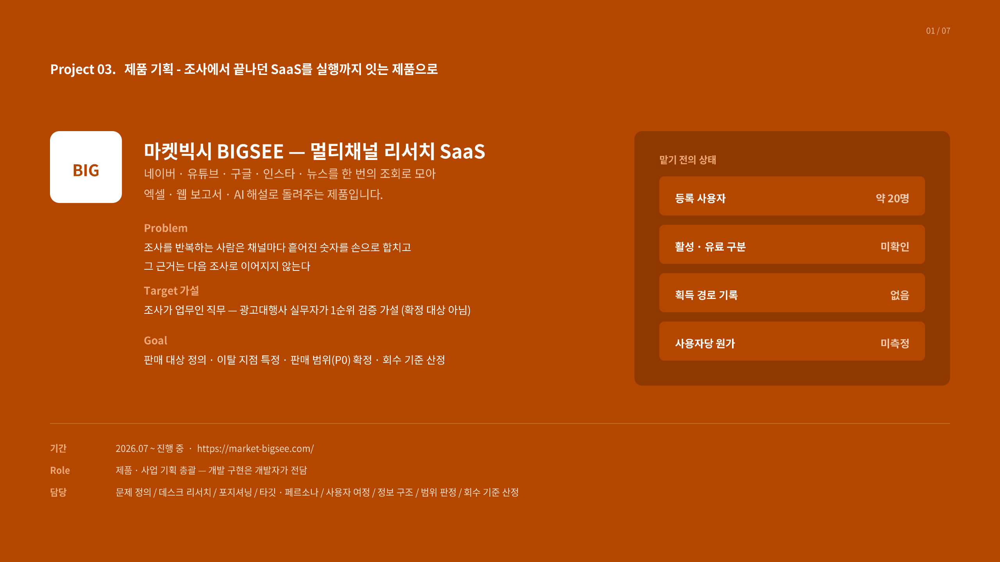 01 / 07
Project 03. 제품 기획 - 조사에서 끝나던 SaaS를 실행까지 잇는 제품으로
BIG
마켓빅시 BIGSEE — 멀티채널 리서치 SaaS
네이버 · 유튜브 · 구글 · 인스타 · 뉴스를 한 번의 조회로 모아
엑셀 · 웹 보고서 · AI 해설로 돌려주는 제품입니다.
Problem
조사를 반복하는 사람은 채널마다 흩어진 숫자를 손으로 합치고
그 근거는 다음 조사로 이어지지 않는다
Target 가설
조사가 업무인 직무 — 광고대행사 실무자가 1순위 검증 가설 (확정 대상 아님)
Goal
판매 대상 정의 · 이탈 지점 특정 · 판매 범위(P0) 확정 · 회수 기준 산정
맡기 전의 상태
등록 사용자 약 20명
활성 · 유료 구분 미확인
획득 경로 기록 없음
사용자당 원가 미측정
기간 2026.07 ~ 진행 중 · https://market-bigsee.com/
Role 제품 · 사업 기획 총괄 — 개발 구현은 개발자가 전담
담당 문제 정의 / 데스크 리서치 / 포지셔닝 / 타깃 · 페르소나 / 사용자 여정 / 정보 구조 / 범위 판정 / 회수 기준 산정